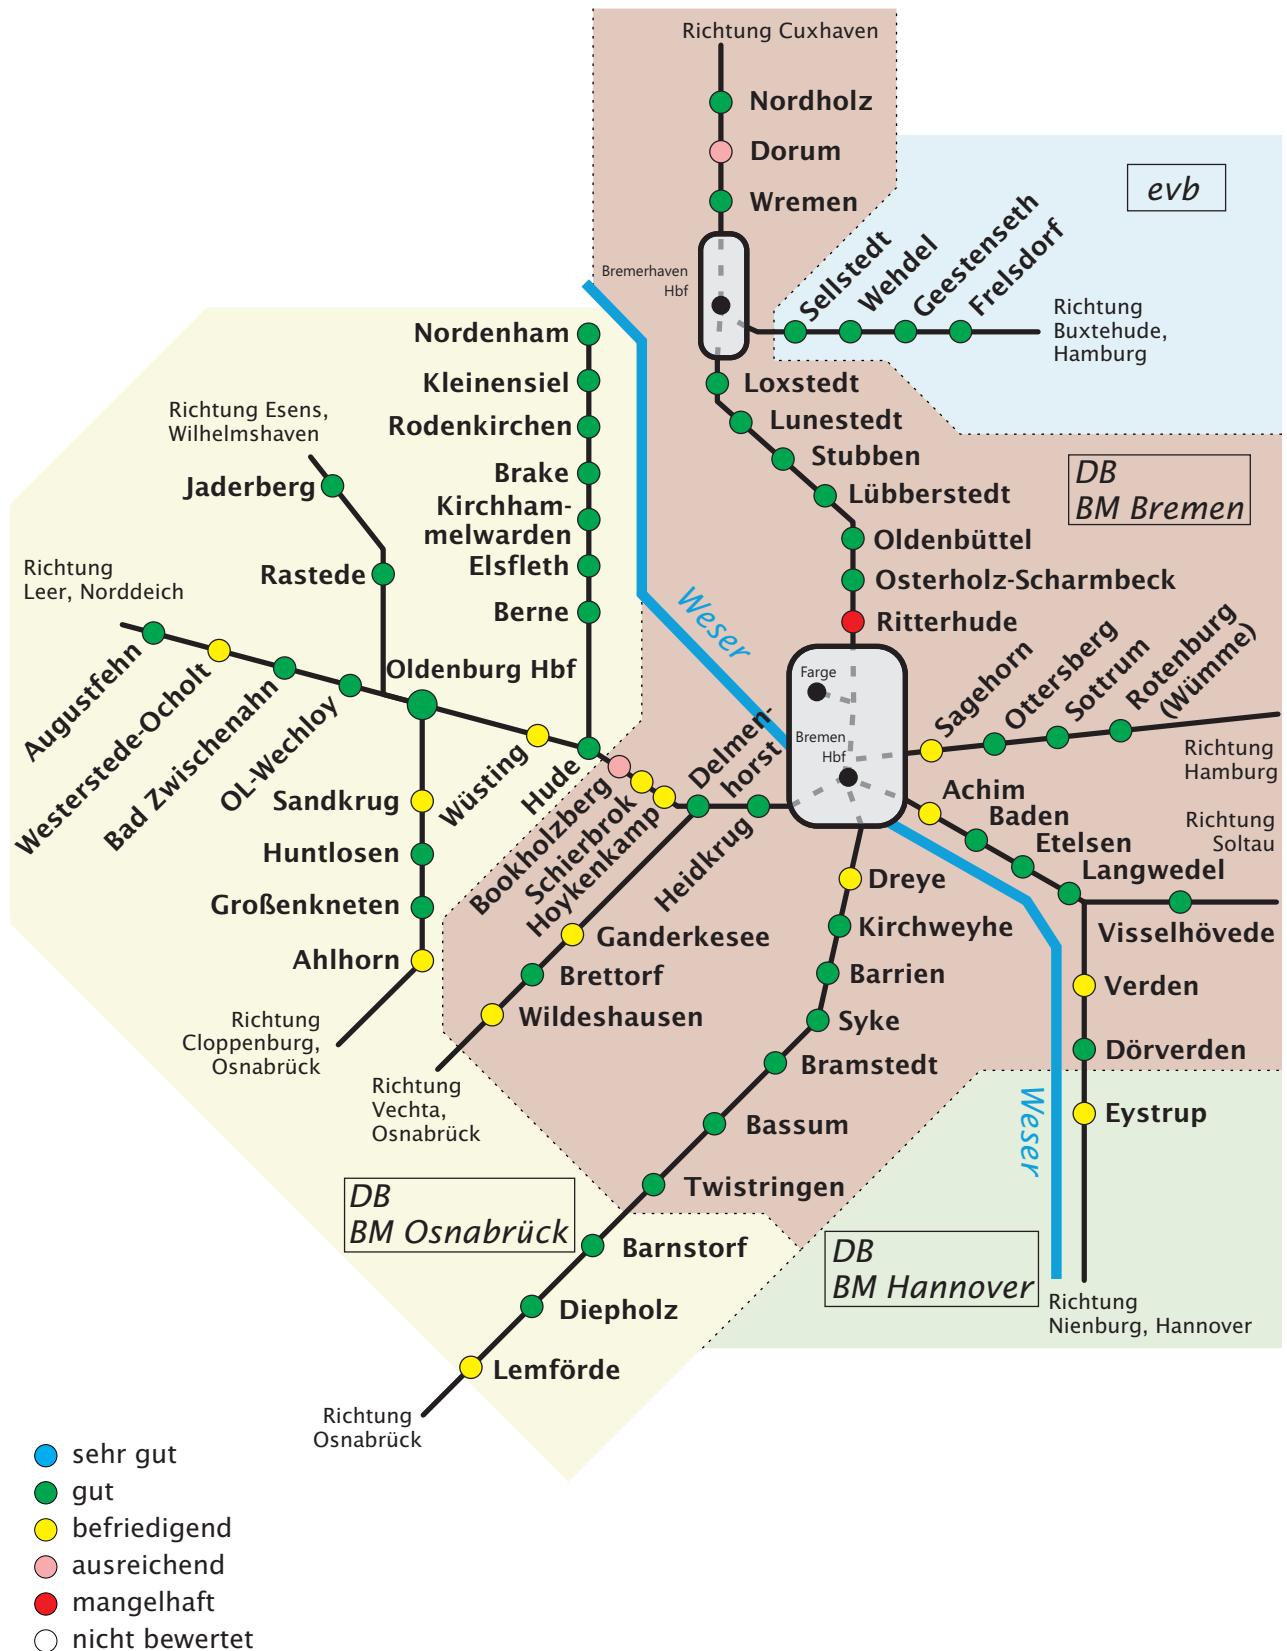 Richtung Cuxhaven
Nordholz
Dorum
Wremen
evb
Bremerhaven
Hbf
Sellstedt
Wehdel
Geestenseth
Frelsdorf
Richtung
Buxtehude,
Hamburg
Nordenham
Kleinensiel
Rodenkirchen
Brake
Kirchham-
melwarden
Elsfleth
Berne
Richtung Esens,
Wilhelmshaven
Jaderberg
Rastede
Richtung
Leer, Norddeich
Loxstedt
Lunestedt
Stubben
Lübberstedt
Oldenbüttel
Osterholz-Scharmbeck
Ritterhude
DB
BM Bremen
Weser
Oldenburg Hbf
Augustfehn
Westerstede-Ocholt
Bad Zwischenahn
OL-Wechloy
Wüsting
Hude
Bookholzberg
Schierbrok
Hoykenkamp
Delmen-
horst
Heidkrug
Farge
Bremen
Hbf
Sagehorn
Ottersberg
Sottrum
Rotenburg
(Wümme)
Richtung
Hamburg
Achim
Baden
Etelsen
Langwedel
Richtung
Soltau
Visselhövede
Verden
Dörverden
Eystrup
Sandkrug
Huntlosen
Großenkneten
Ahlhorn
Richtung
Cloppenburg,
Osnabrück
Ganderkesee
Brettorf
Wildeshausen
Richtung
Vechta,
Osnabrück
Dreye
Kirchweyhe
Barrien
Syke
Bramstedt
Bassum
Twistringen
Barnstorf
Diepholz
Lemförde
Richtung
Osnabrück
DB
BM Osnabrück
DB
BM Hannover
Weser
Richtung
Nienburg, Hannover
sehr gut
gut
befriedigend
ausreichend
mangelhaft
nicht bewertet